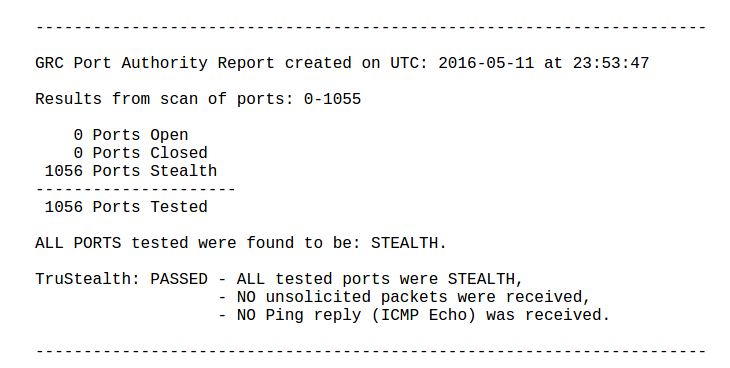 ----------------------------------------------------------------------
GRC Port Authority Report created on UTC: 2016-05-11 at 23:53:47
Results from scan of ports: 0-1055
    0 Ports Open
    0 Ports Closed
 1056 Ports Stealth
---------------------
 1056 Ports Tested
ALL PORTS tested were found to be: STEALTH.
TruStealth: PASSED - ALL tested ports were STEALTH,
                   - NO unsolicited packets were received,
                   - NO Ping reply (ICMP Echo) was received.
----------------------------------------------------------------------